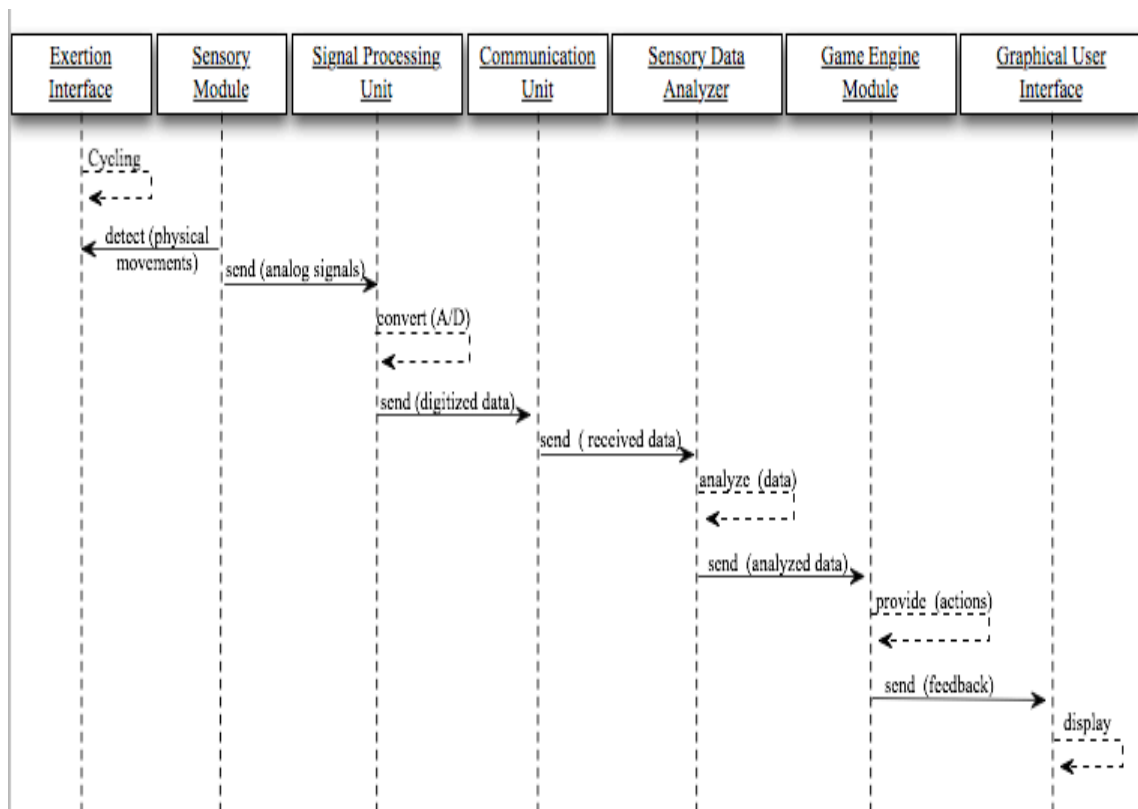 Exertion
Interface
Sensory
Module
Signal Processing
Unit
Communication
Unit
Sensory Data
Analyzer
Game Engine
Module
Graphical User
Interface
Cycling
detect (physical
movements)
send (analog signals)
convert (A/D)
send (digitized data)
send ( received data)
analyze (data)
send (analyzed data)
provide (actions)
send (feedback)
display